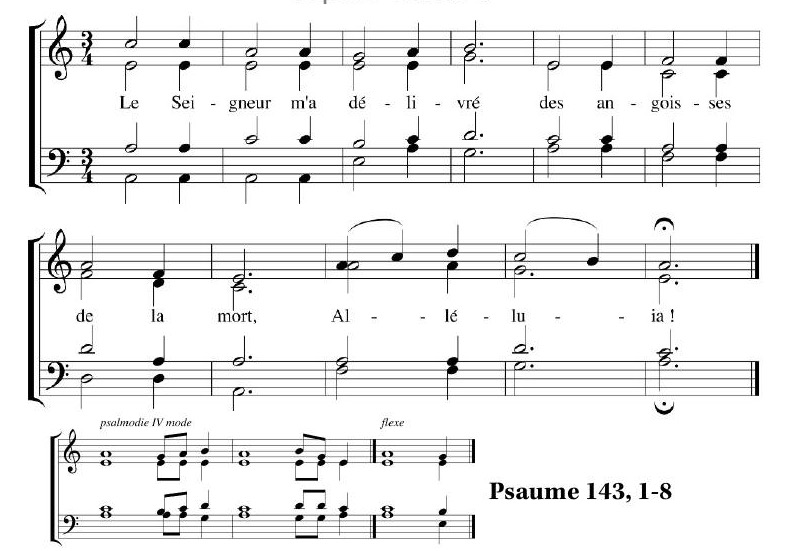 Le Sei - gneur m'a dé - li - vré des an - gois - ses
de la mort, Al - - lé - lu - - ia !
psalmodie IV mode flexe
Psaume 143, 1-8